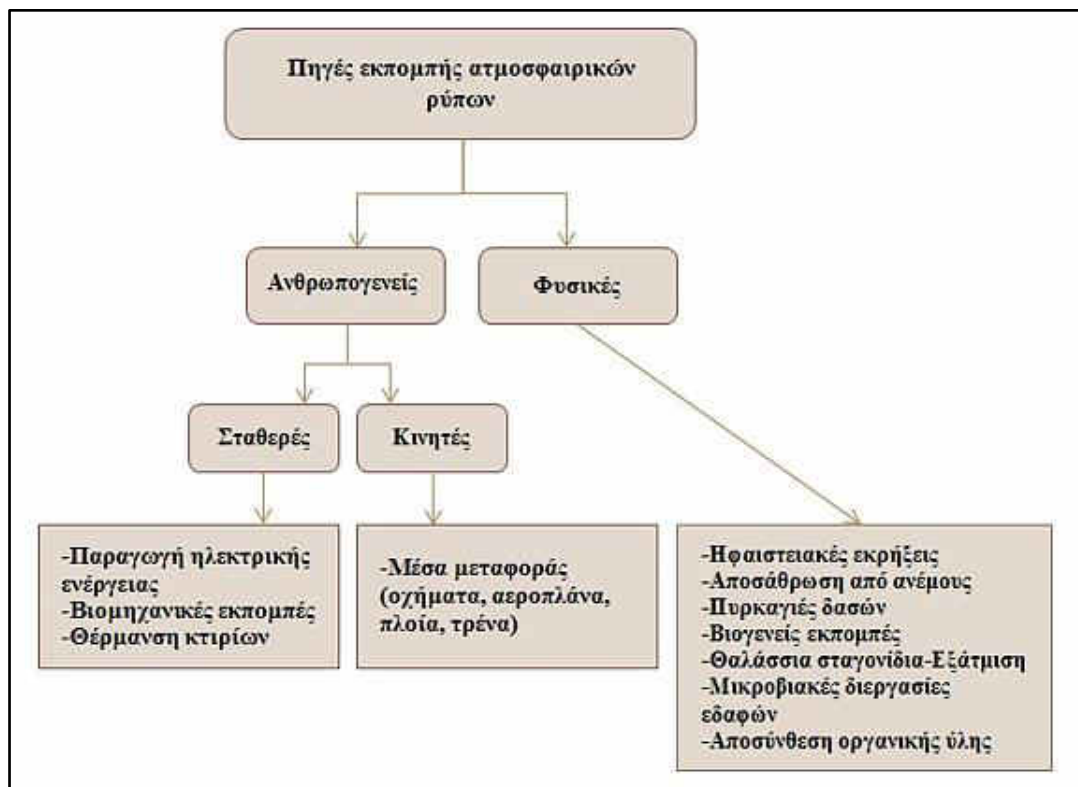 Πηγές εκπομπής ατμοσφαιρικών
ρύπων
Ανθρωπογενείς
Φυσικές
Σταθερές
Κινητές
-Παραγωγή ηλεκτρικής
ενέργειας
-Βιομηχανικές εκπομπές
-Θέρμανση κτιρίων
-Μέσα μεταφοράς
(οχήματα, αεροπλάνα,
πλοία, τρένα)
-Ηφαιστειακές εκρήξεις
-Αποσάθρωση από ανέμους
-Πυρκαγιές δασών
-Βιογενείς εκπομπές
-Θαλάσσια σταγονίδια-Εξάτμιση
-Μικροβιακές διεργασίες
εδαφών
-Αποσύνθεση οργανικής ύλης